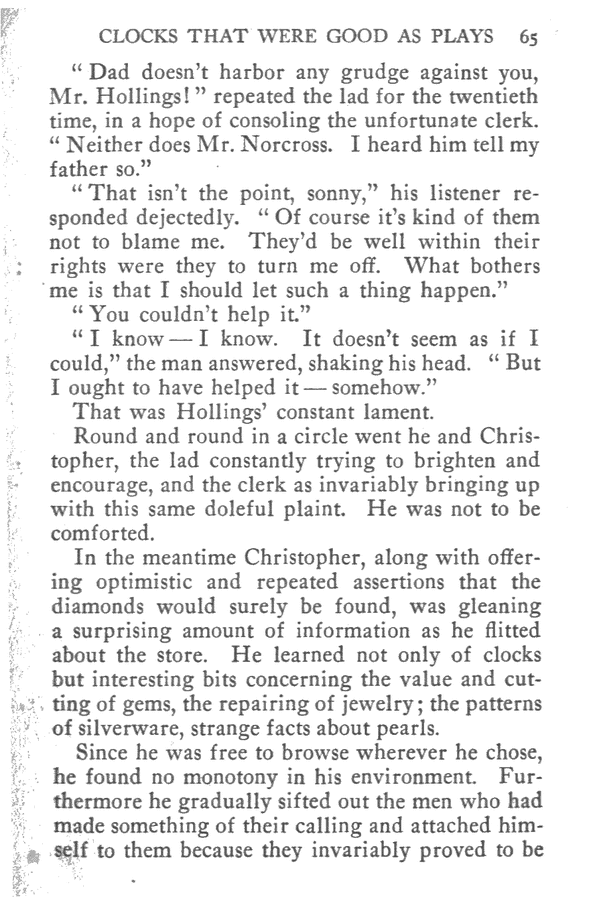 CLOCKS THAT WERE GOOD AS PLAYS 65
“ Dad doesn't harbor any grudge against you,
Mr. Hollings! ” repeated the lad for the twentieth
time, in a hope of consoling the unfortunate clerk.
“ Neither does Mr. Norcross. I heard him tell my
father so.”
“ That isn't the point, sonny,” his listener re-
sponded dejectedly. “ Of course it's kind of them
not to blame me. They'd be well within their
rights were they to turn me off. What bothers
me is that I should let such a thing happen.”
“ You couldn't help it.”
“ I know — I know. It doesn't seem as if I
could,” the man answered, shaking his head. “ But
I ought to have helped it — somehow.”
That was Hollings' constant lament.
Round and round in a circle went he and Chris-
topher, the lad constantly trying to brighten and
encourage, and the clerk as invariably bringing up
with this same doleful plaint. He was not to be
comforted.
In the meantime Christopher, along with offer-
ing optimistic and repeated assertions that the
diamonds would surely be found, was gleaning
a surprising amount of information as he flitted
about the store. He learned not only of clocks
but interesting bits concerning the value and cut-
ting of gems, the repairing of jewelry; the patterns
of silverware, strange facts about pearls.
Since he was free to browse wherever he chose,
he found no monotony in his environment. Fur-
thermore he gradually sifted out the men who had
made something of their calling and attached him-
self to them because they invariably proved to be